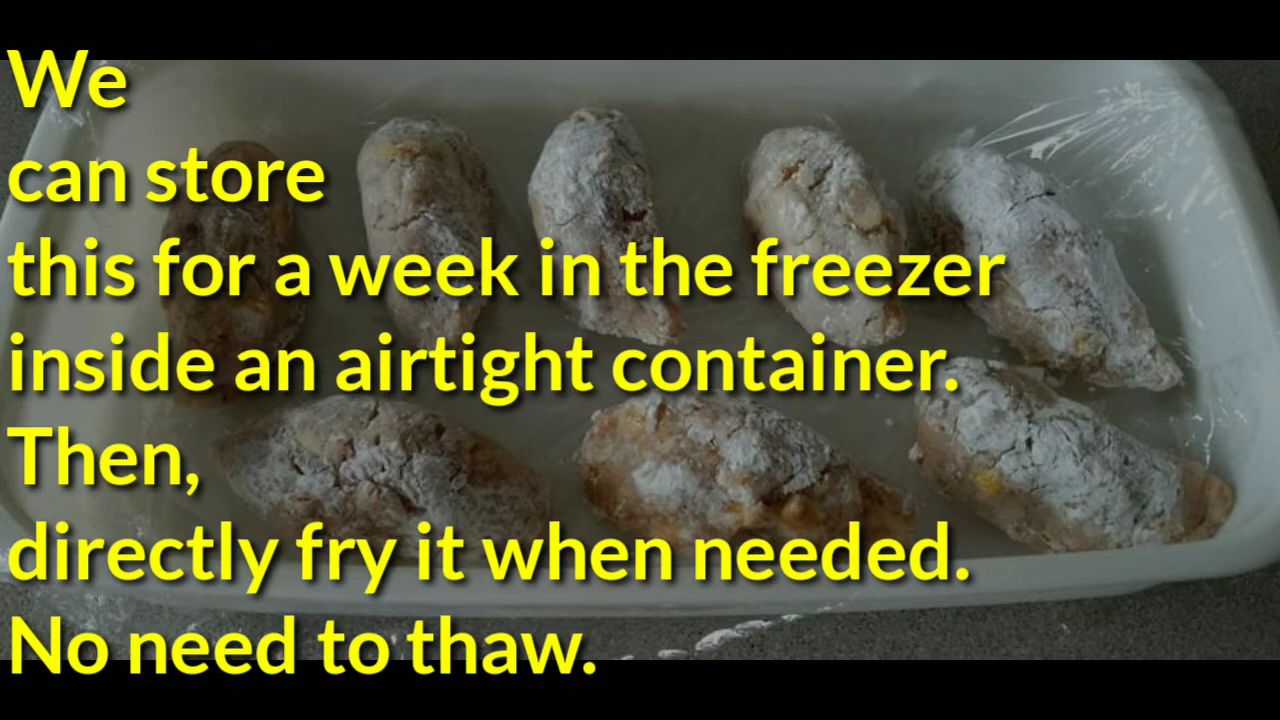 We
can store
this for a week in the freezer
inside an airtight container.
Then,
directly fry it when needed.
No need to thaw.